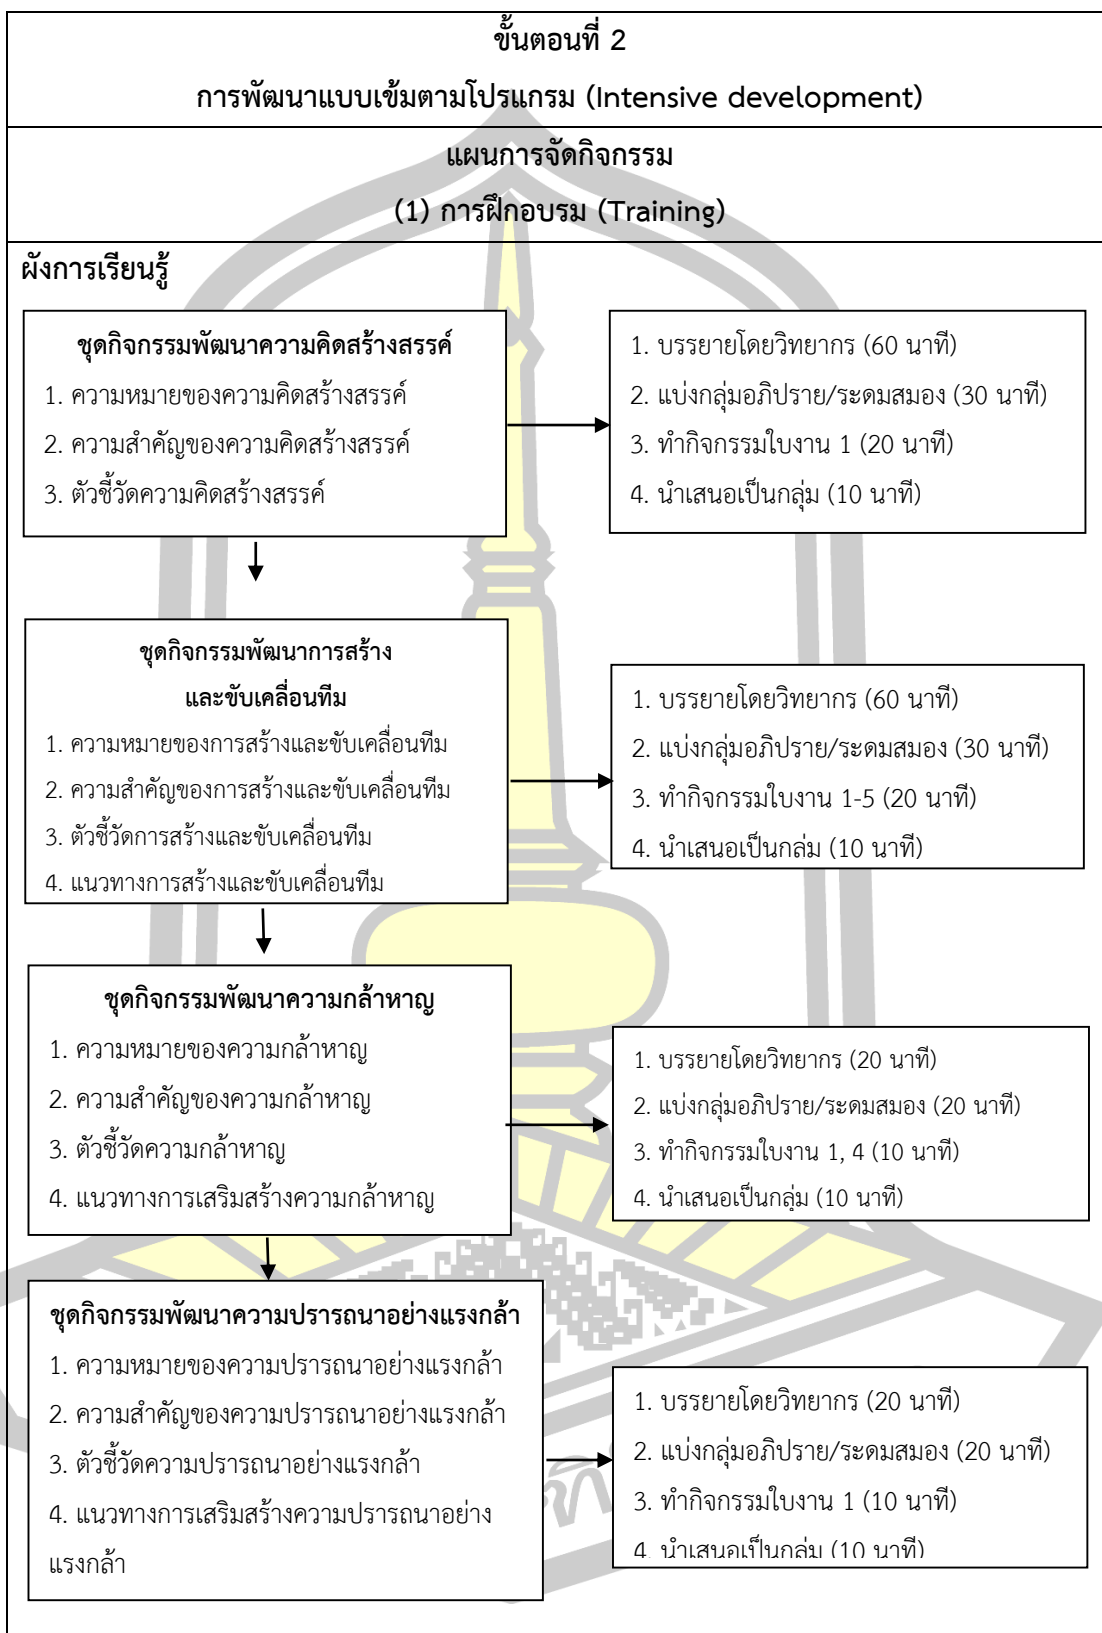 ขั้นตอนที่ 2
การพัฒนาแบบเข้มตามโปรแกรม (Intensive development)
แผนการจัดกิจกรรม
(1) การฝึกอบรม (Training)
ผังการเรียนรู้
ชุดกิจกรรมพัฒนาความคิดสร้างสรรค์
1. ความหมายของความคิดสร้างสรรค์
2. ความสำคัญของความคิดสร้างสรรค์
3. ตัวชี้วัดความคิดสร้างสรรค์
1. บรรยายโดยวิทยากร (60 นาที)
2. แบ่งกลุ่มอภิปราย/ระดมสมอง (30 นาที)
3. ทำกิจกรรมใบงาน 1 (20 นาที)
4. นำเสนอเป็นกลุ่ม (10 นาที)
ชุดกิจกรรมพัฒนาการสร้าง
และขับเคลื่อนทีม
1. ความหมายของการสร้างและขับเคลื่อนทีม
2. ความสำคัญของการสร้างและขับเคลื่อนทีม
3. ตัวชี้วัดการสร้างและขับเคลื่อนทีม
4. แนวทางการสร้างและขับเคลื่อนทีม
1. บรรยายโดยวิทยากร (60 นาที)
2. แบ่งกลุ่มอภิปราย/ระดมสมอง (30 นาที)
3. ทำกิจกรรมใบงาน 1-5 (20 นาที)
4. นำเสนอเป็นกล่ม (10 นาที)
ชุดกิจกรรมพัฒนาความกล้าหาญ
1. ความหมายของความกล้าหาญ
2. ความสำคัญของความกล้าหาญ
3. ตัวชี้วัดความกล้าหาญ
4. แนวทางการเสริมสร้างความกล้าหาญ
1. บรรยายโดยวิทยากร (20 นาที)
2. แบ่งกลุ่มอภิปราย/ระดมสมอง (20 นาที)
3. ทำกิจกรรมใบงาน 1, 4 (10 นาที)
4. นำเสนอเป็นกลุ่ม (10 นาที)
ชุดกิจกรรมพัฒนาความปรารถนาอย่างแรงกล้า
1. ความหมายของความปรารถนาอย่างแรงกล้า
2. ความสำคัญของความปรารถนาอย่างแรงกล้า
3. ตัวชี้วัดความปรารถนาอย่างแรงกล้า
4. แนวทางการเสริมสร้างความปรารถนาอย่าง
แรงกล้า
1. บรรยายโดยวิทยากร (20 นาที)
2. แบ่งกลุ่มอภิปราย/ระดมสมอง (20 นาที)
3. ทำกิจกรรมใบงาน 1 (10 นาที)
4. นำเสนอเป็นกลุ่ม (10 นาที)